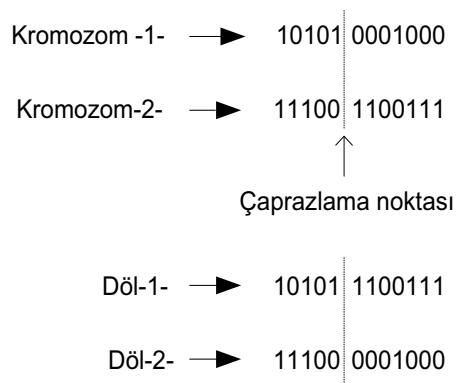 Kromozom -1- 10101 0001000
Kromozom-2- 11100 1100111
Çaprazlama noktası
Döl-1- 10101 1100111
Döl-2- 11100 0001000